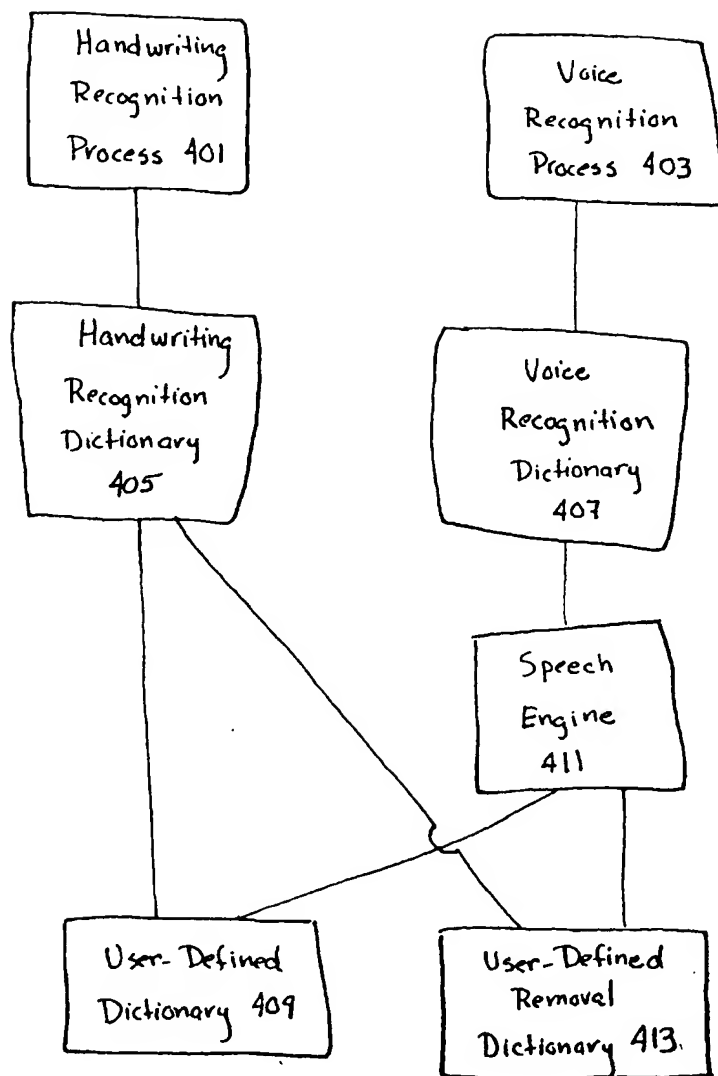 Handwriting
Recognition
Process 401
Voice
Recognition
Process 403
Handwriting
Recognition
Dictionary
405
Voice
Recognition
Dictionary
407
Speech
Engine
411
User-Defined
Dictionary 409
User-Defined
Removal
Dictionary 413.